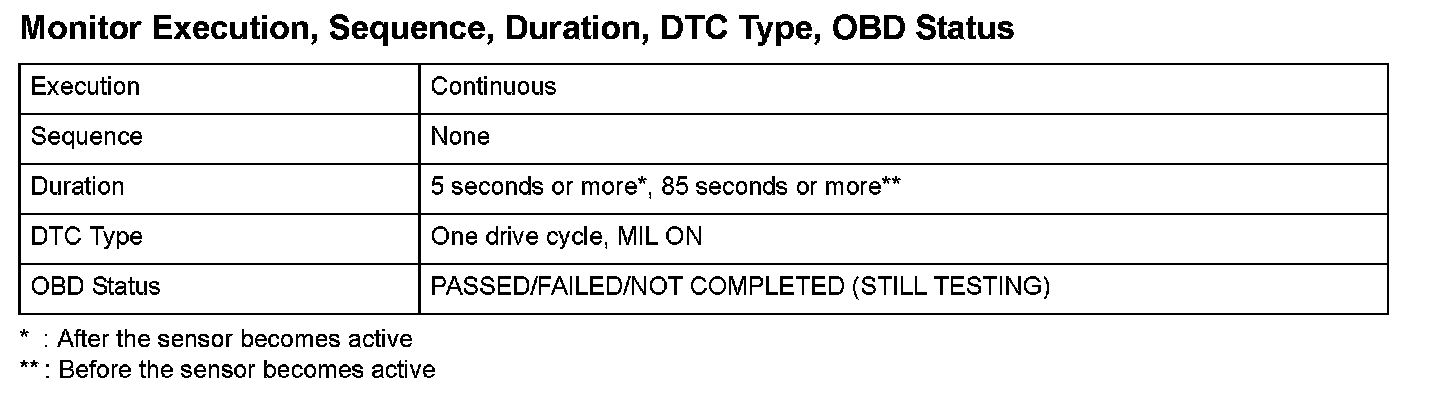 Monitor Execution, Sequence, Duration, DTC Type, OBD Status
Execution Continuous
Sequence None
Duration 5 seconds or more*, 85 seconds or more**
DTC Type One drive cycle, MIL ON
OBD Status PASSED/FAILED/NOT COMPLETED (STILL TESTING)
* : After the sensor becomes active
** : Before the sensor becomes active